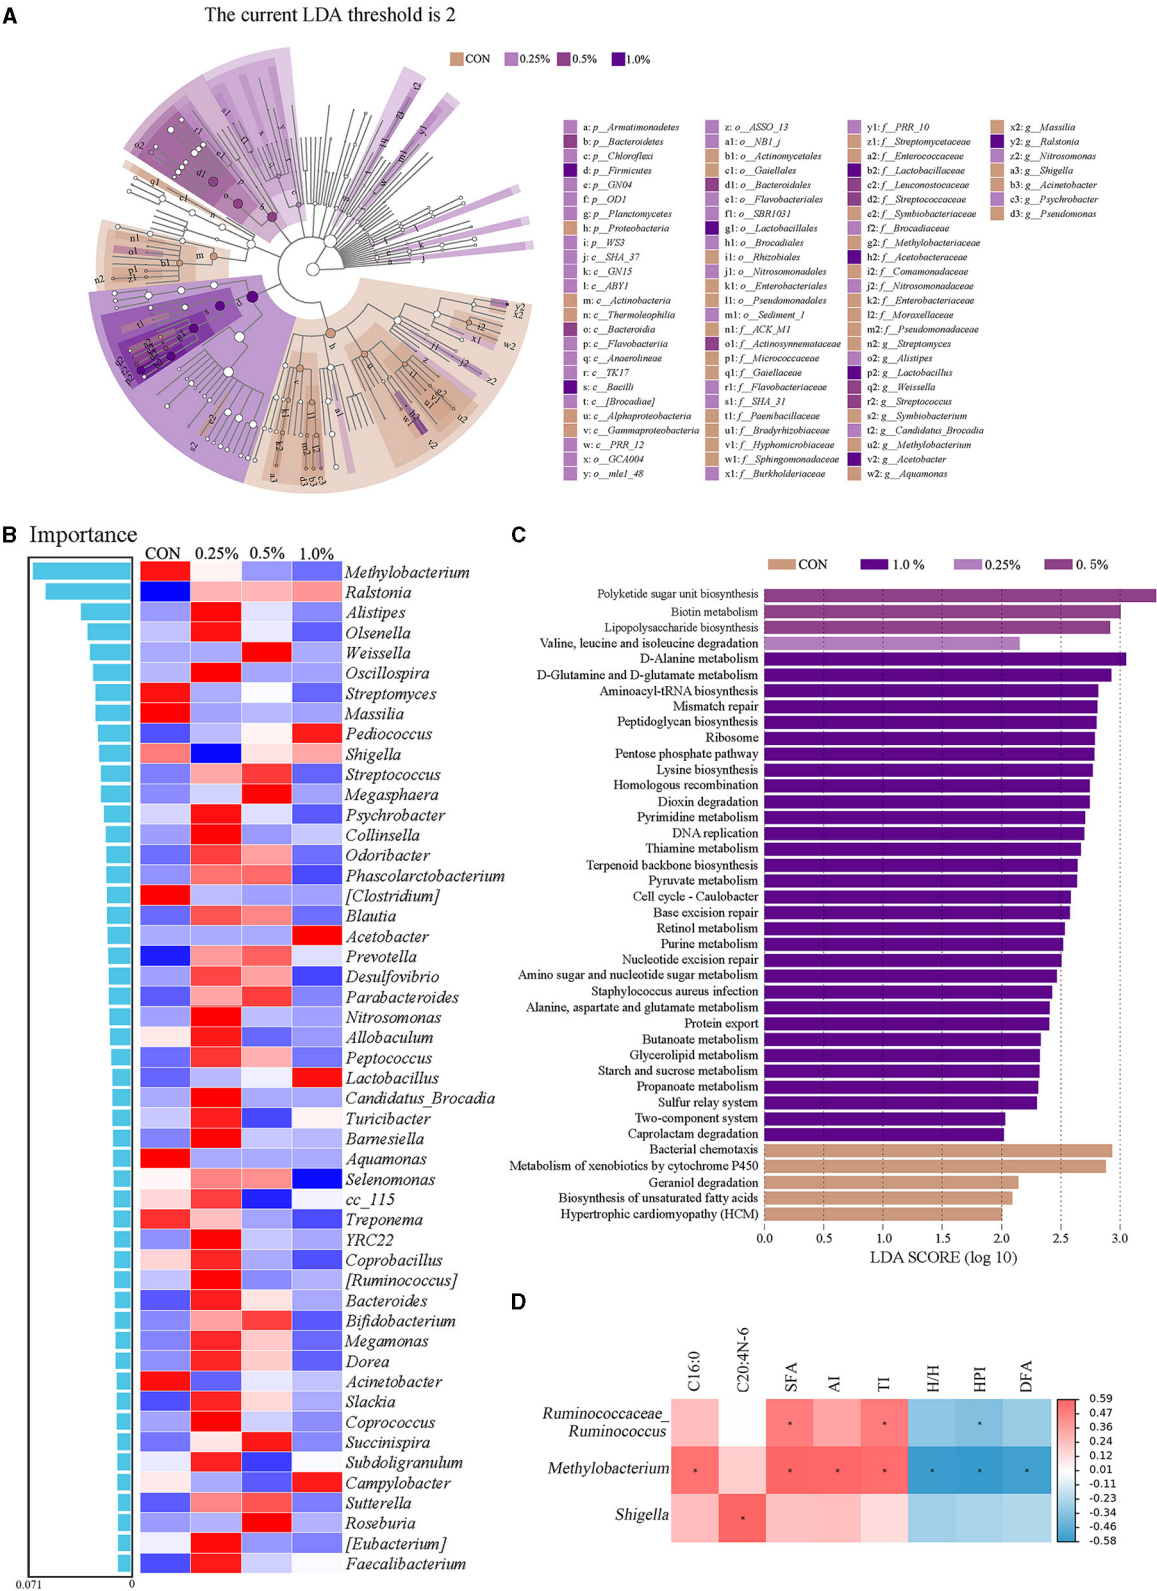 A
The current LDA threshold is 2
CON 0.25% 0.5% 1.0%
a: p__Armatimonadetes
b: p__Bacteroidetes
c: p__Chloroflexi
d: p__Firmicutes
e: p__GN04
f: p__OD1
g: p__Planctomycetes
h: p__Proteobacteria
i: p__WS3
j: c__SHA_37
k: c__GN15
l: c__ABY1
m: c__Actinobacteria
n: c__Thermoleophilia
o: c__Bacteroidia
p: c__Flavobacteriia
q: c__Anaerolineae
r: c__TK17
s: c__Bacilli
t: c__[Brocadiae]
u: c__Alphaproteobacteria
v: c__Gammaproteobacteria
w: c__PRR_12
x: o__GCA004
y: o__mle1_48
z: o__ASSO_13
a1: o__NB1_j
b1: o__Actinomycetales
c1: o__Gaiellales
d1: o__Bacteroidales
e1: o__Flavobacteriales
f1: o__SBR1031
g1: o__Lactobacillales
h1: o__Brocadiales
i1: o__Rhizobiales
j1: o__Nitrosomonadales
k1: o__Enterobacteriales
l1: o__Pseudomonadales
m1: o__Sediment_1
n1: f__ACK_M1
o1: f__Actinosynnemataceae
p1: f__Micrococcaceae
q1: f__Gaiellaceae
r1: f__Flavobacteriaceae
s1: f__SHA_31
t1: f__Paenibacillaceae
u1: f__Bradyrhizobiaceae
v1: f__Hyphomicrobiaceae
w1: f__Sphingomonadaceae
x1: f__Burkholderiaceae
y1: f__PRR_10
z1: f__Streptomycetaceae
a2: f__Enterococcaceae
b2: f__Lactobacillaceae
c2: f__Leuconostocaceae
d2: f__Streptococcaceae
e2: f__Symbiobacteriaceae
f2: f__Brocadiaceae
g2: f__Methylobacteriaceae
h2: f__Acetobacteraceae
i2: f__Comamonadaceae
j2: f__Nitrosomonadaceae
k2: f__Enterobacteriaceae
l2: f__Moraxellaceae
m2: f__Pseudomonadaceae
n2: g__Streptomyces
o2: g__Alistipes
p2: g__Lactobacillus
q2: g__Weissella
r2: g__Streptococcus
s2: g__Symbiobacterium
t2: g__Candidatus_Brocadia
u2: g__Methylobacterium
v2: g__Acetobacter
w2: g__Aquamonas
x2: g__Massilia
y2: g__Ralstonia
z2: g__Nitrosomonas
a3: g__Shigella
b3: g__Acinetobacter
c3: g__Psychrobacter
d3: g__Pseudomonas
B
Importance
CON 0.25% 0.5% 1.0%
Methylobacterium
Ralstonia
Alistipes
Olsenella
Weissella
Oscillospira
Streptomyces
Massilia
Pediococcus
Shigella
Streptococcus
Megasphaera
Psychrobacter
Collinsella
Odoribacter
Phascolarctobacterium
[Clostridium]
Blautia
Acetobacter
Prevotella
Desulfovibrio
Parabacteroides
Nitrosomonas
Allobaculum
Peptococcus
Lactobacillus
Candidatus_Brocadia
Turicibacter
Barnesiella
Aquamonas
Selenomonas
cc_115
Treponema
YRC22
Coprobacillus
[Ruminococcus]
Bacteroides
Bifidobacterium
Megamonas
Dorea
Acinetobacter
Slackia
Coprococcus
Succinispira
Subdoligranulum
Campylobacter
Sutterella
Roseburia
[Eubacterium]
Faecalibacterium
0.071 0
C
CON 1.0 % 0.25% 0. 5%
Polyketide sugar unit biosynthesis
Biotin metabolism
Lipopolysaccharide biosynthesis
Valine, leucine and isoleucine degradation
D-Alanine metabolism
D-Glutamine and D-glutamate metabolism
Aminoacyl-tRNA biosynthesis
Mismatch repair
Peptidoglycan biosynthesis
Ribosome
Pentose phosphate pathway
Lysine biosynthesis
Homologous recombination
Dioxin degradation
Pyrimidine metabolism
DNA replication
Thiamine metabolism
Terpenoid backbone biosynthesis
Pyruvate metabolism
Cell cycle - Caulobacter
Base excision repair
Retinol metabolism
Purine metabolism
Nucleotide excision repair
Amino sugar and nucleotide sugar metabolism
Staphylococcus aureus infection
Alanine, aspartate and glutamate metabolism
Protein export
Butanoate metabolism
Glycerolipid metabolism
Starch and sucrose metabolism
Propanoate metabolism
Sulfur relay system
Two-component system
Caprolactam degradation
Bacterial chemotaxis
Metabolism of xenobiotics by cytochrome P450
Geraniol degradation
Biosynthesis of unsaturated fatty acids
Hypertrophic cardiomyopathy (HCM)
0.0 0.5 1.0 1.5 2.0 2.5 3.0
LDA SCORE (log 10)
D
C16:0 C20:4N-6 SFA AI TI H/H HPI DFA
Ruminococcaceae_
Ruminococcus
Methylobacterium
Shigella
0.59
0.47
0.36
0.24
0.12
0.01
-0.11
-0.23
-0.34
-0.46
-0.58